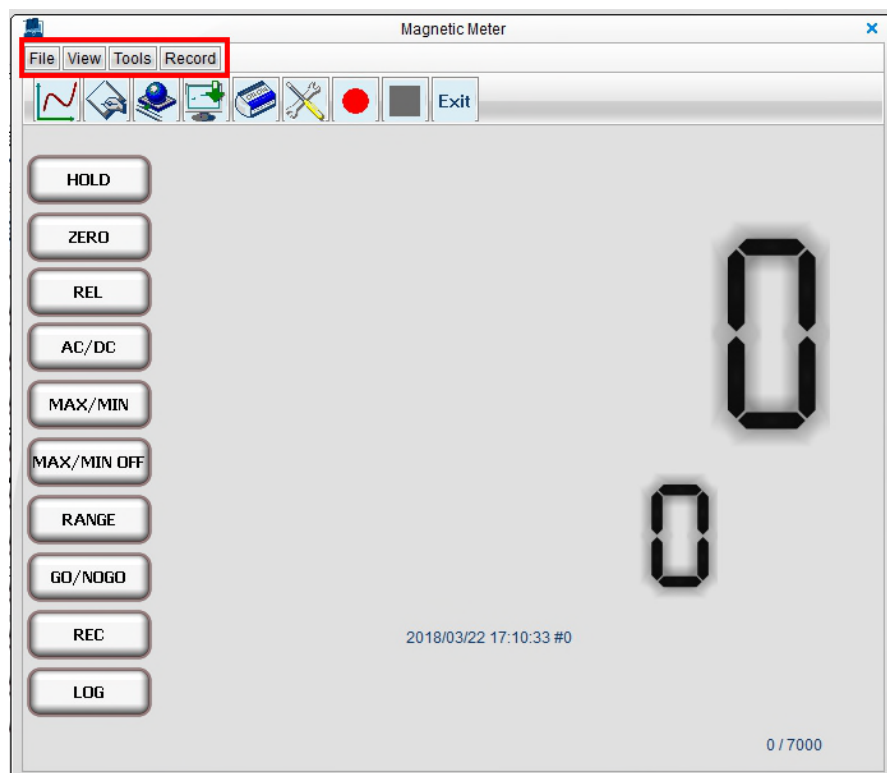 Magnetic Meter
File View Tools Record
Exit
HOLD
ZERO
REL
AC/DC
MAX/MIN
MAX/MIN OFF
RANGE
GO/NOGO
REC
LOG
0
0
2018/03/22 17:10:33 #0
0 / 7000